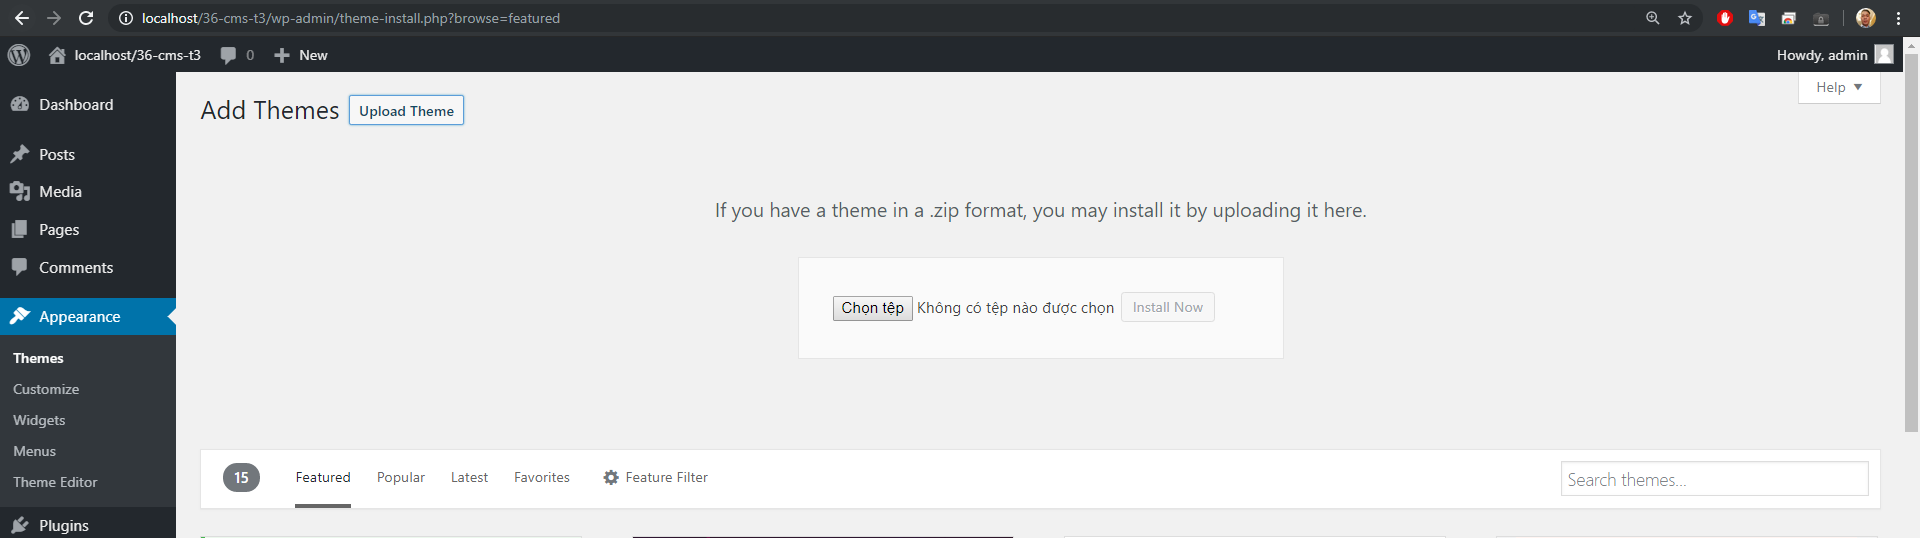 localhost/36-cms-t3/wp-admin/theme-install.php?browse=featured
localhost/36-cms-t3 0 New Howdy, admin
Help
Dashboard
Posts
Media
Pages
Comments
Appearance
Themes
Customize
Widgets
Menus
Theme Editor
Plugins
Add Themes Upload Theme
If you have a theme in a .zip format, you may install it by uploading it here.
Chọn tệp Không có tệp nào được chọn Install Now
15 Featured Popular Latest Favorites Feature Filter Search themes...